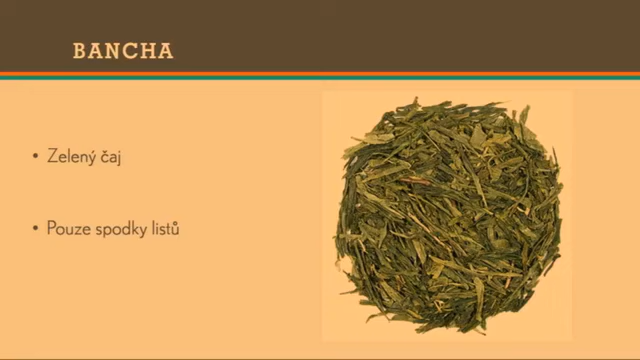 BANCHA
• Zelený čaj
• Pouze spodky listů